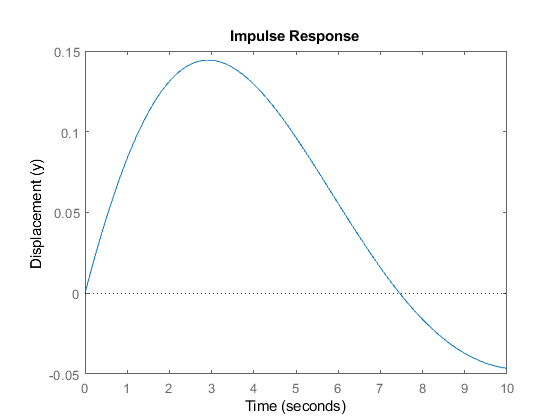 Impulse Response
0.15
0.1
0.05
0
-0.05
Displacement (y)
0 1 2 3 4 5 6 7 8 9 10
Time (seconds)